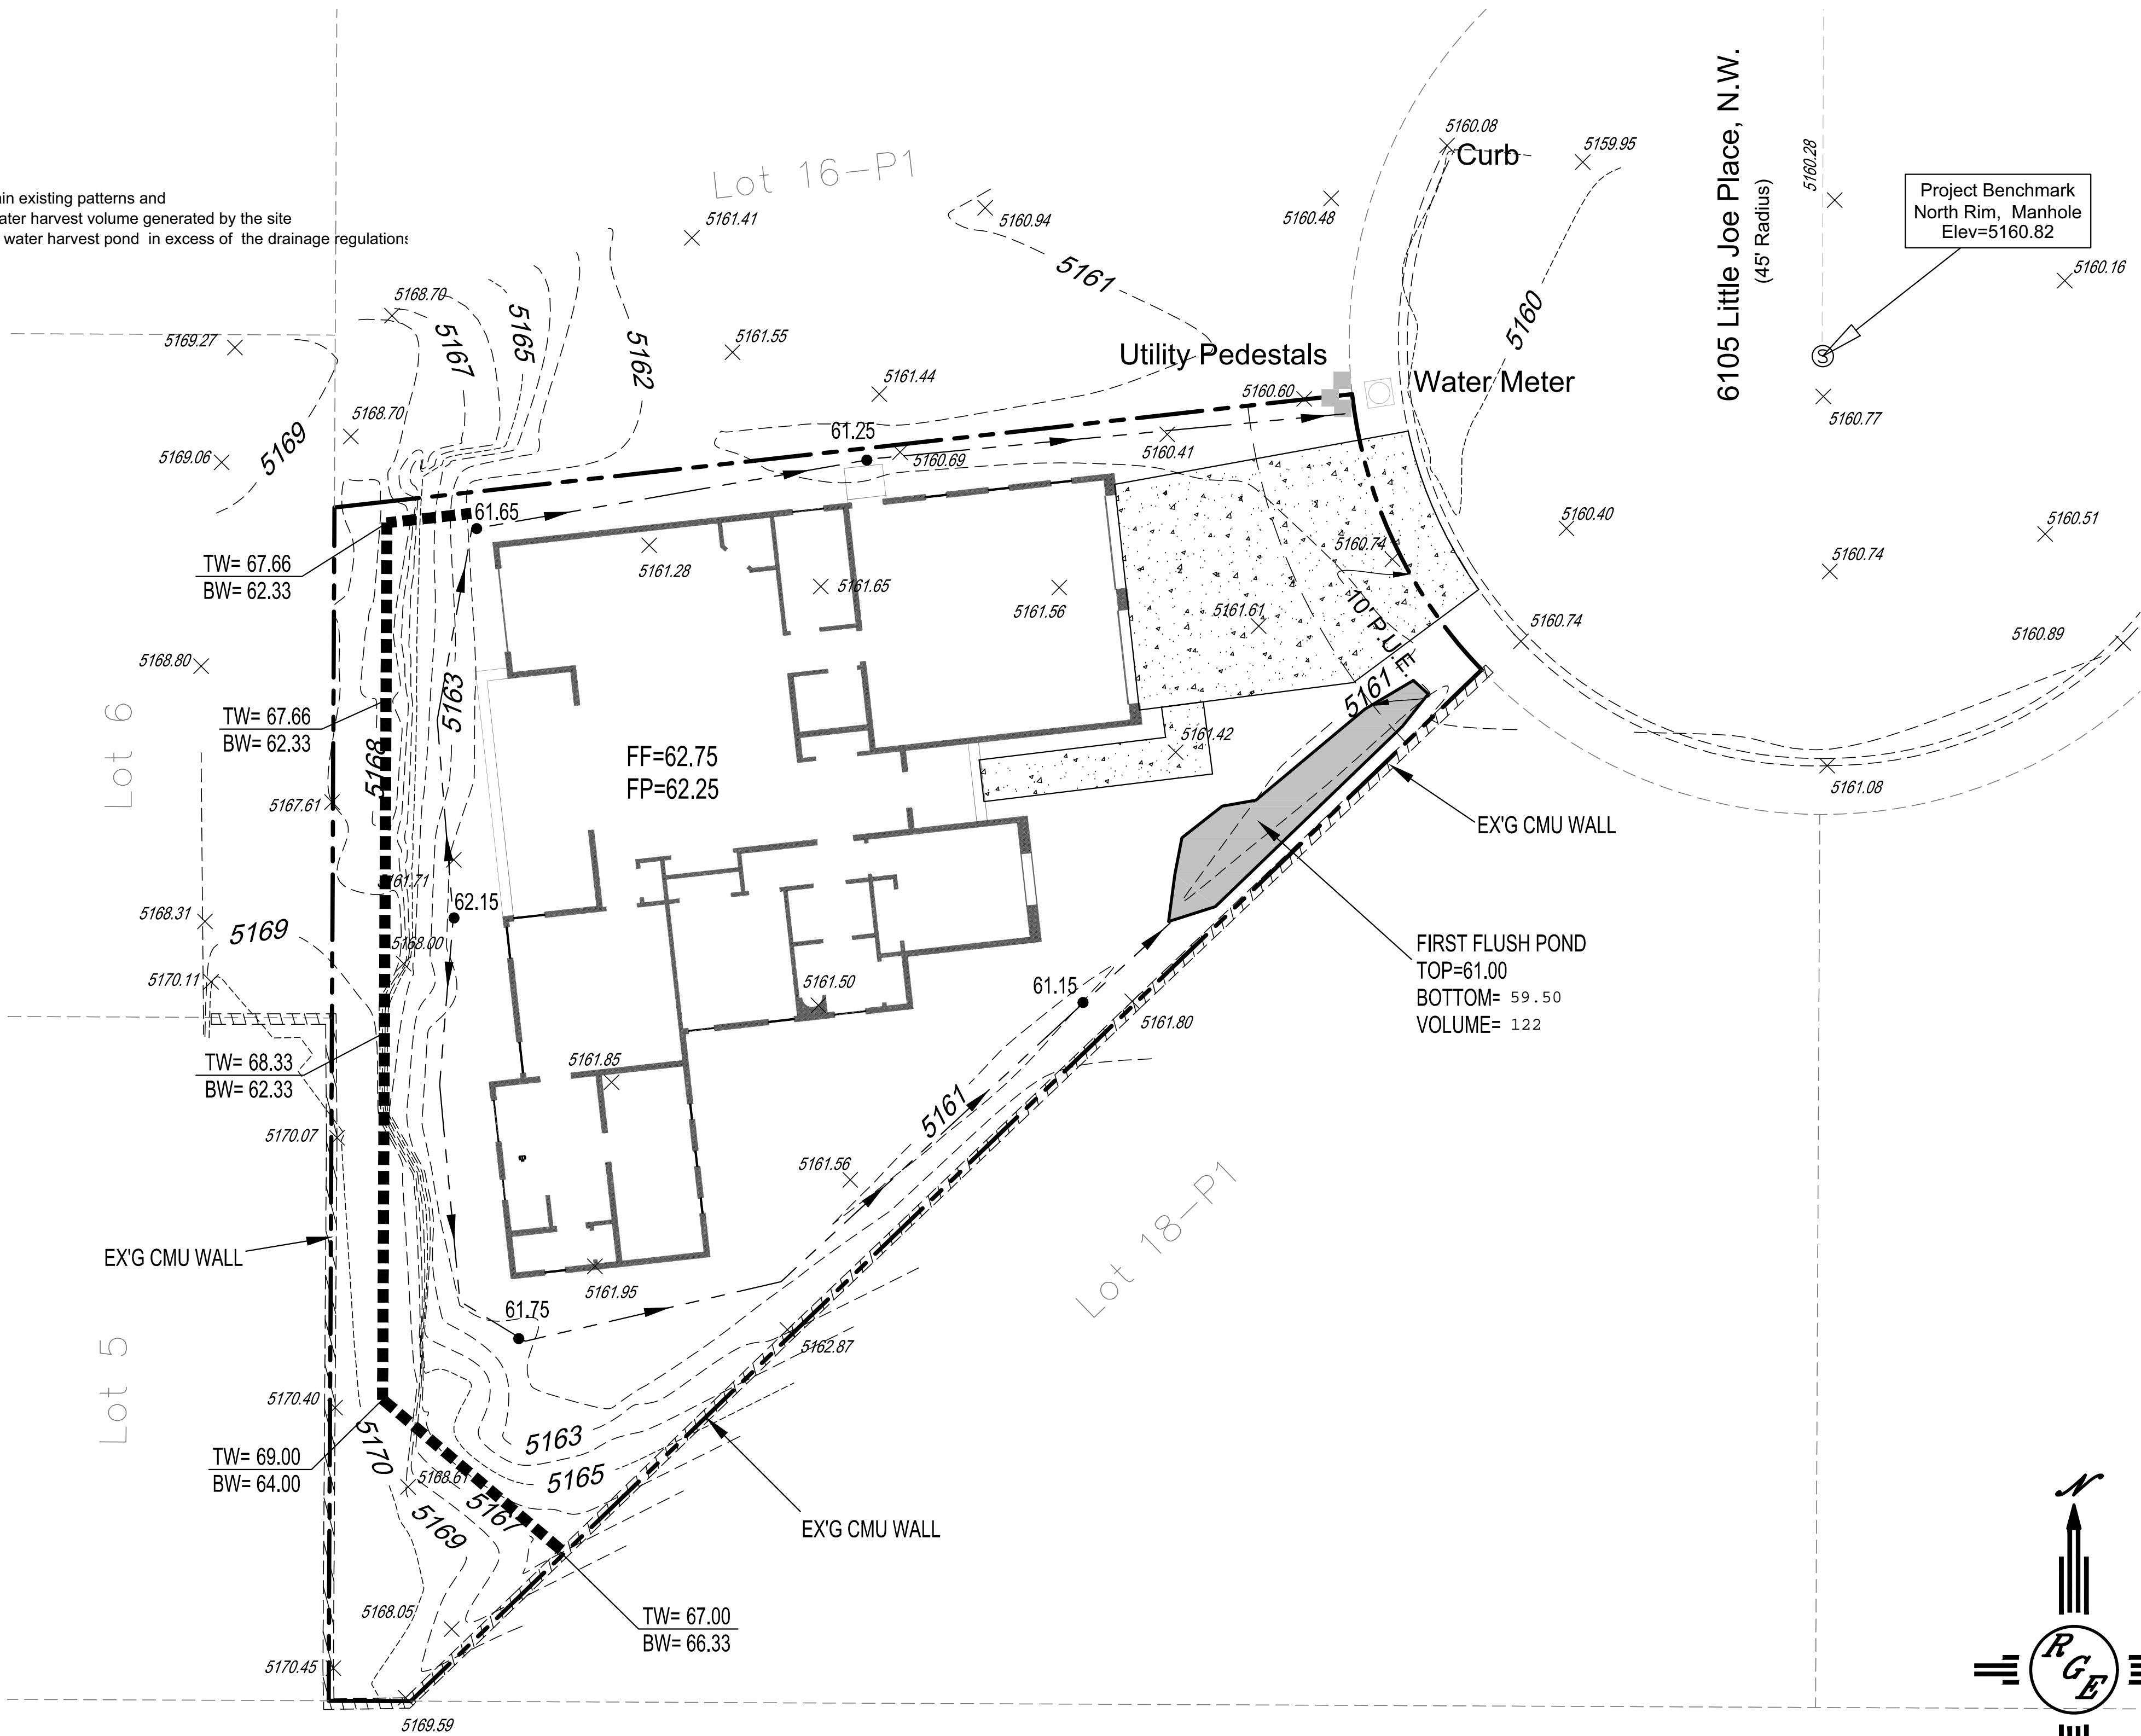 ain existing patterns and
ater harvest volume generated by the site
water harvest pond in excess of the drainage regulations
Lot 16-P1
6105 Little Joe Place, N.W.
(45' Radius)
5160.28
Project Benchmark
North Rim, Manhole
Elev=5160.82
S
5160.08
Curb
5159.95
5161.41
5160.94
5160.48
5160.16
5161
5160
5168.70
5167
5165
5162
5169.27
5161.55
5161.44
Utility Pedestals
Water Meter
5160.60
5160.77
5168.70
5169
5169.06
61.25
5160.69
5160.41
61.65
5160.40
5160.51
5160.74
5160.74
TW= 67.66
BW= 62.33
5161.28
5161.65
5161.56
5161.61
10' P.U.E.
5160.74
5160.89
5168.80
5163
5161
Lot 6
TW= 67.66
BW= 62.33
5168
FF=62.75
FP=62.25
5161.42
5167.61
5161.08
EX'G CMU WALL
5161.71
62.15
5168.31
5169
5168.00
FIRST FLUSH POND
TOP=61.00
BOTTOM= 59.50
VOLUME= 122
5170.11
5161.50
61.15
5161.80
TW= 68.33
BW= 62.33
5161.85
5161
5170.07
5161.56
Lot 18-P1
EX'G CMU WALL
5161.95
61.75
5162.87
Lot 5
5170.40
5170
5163
TW= 69.00
BW= 64.00
5168.61
5165
5167
5169
EX'G CMU WALL
N
5168.05
TW= 67.00
BW= 66.33
5170.45
RGE
5169.59